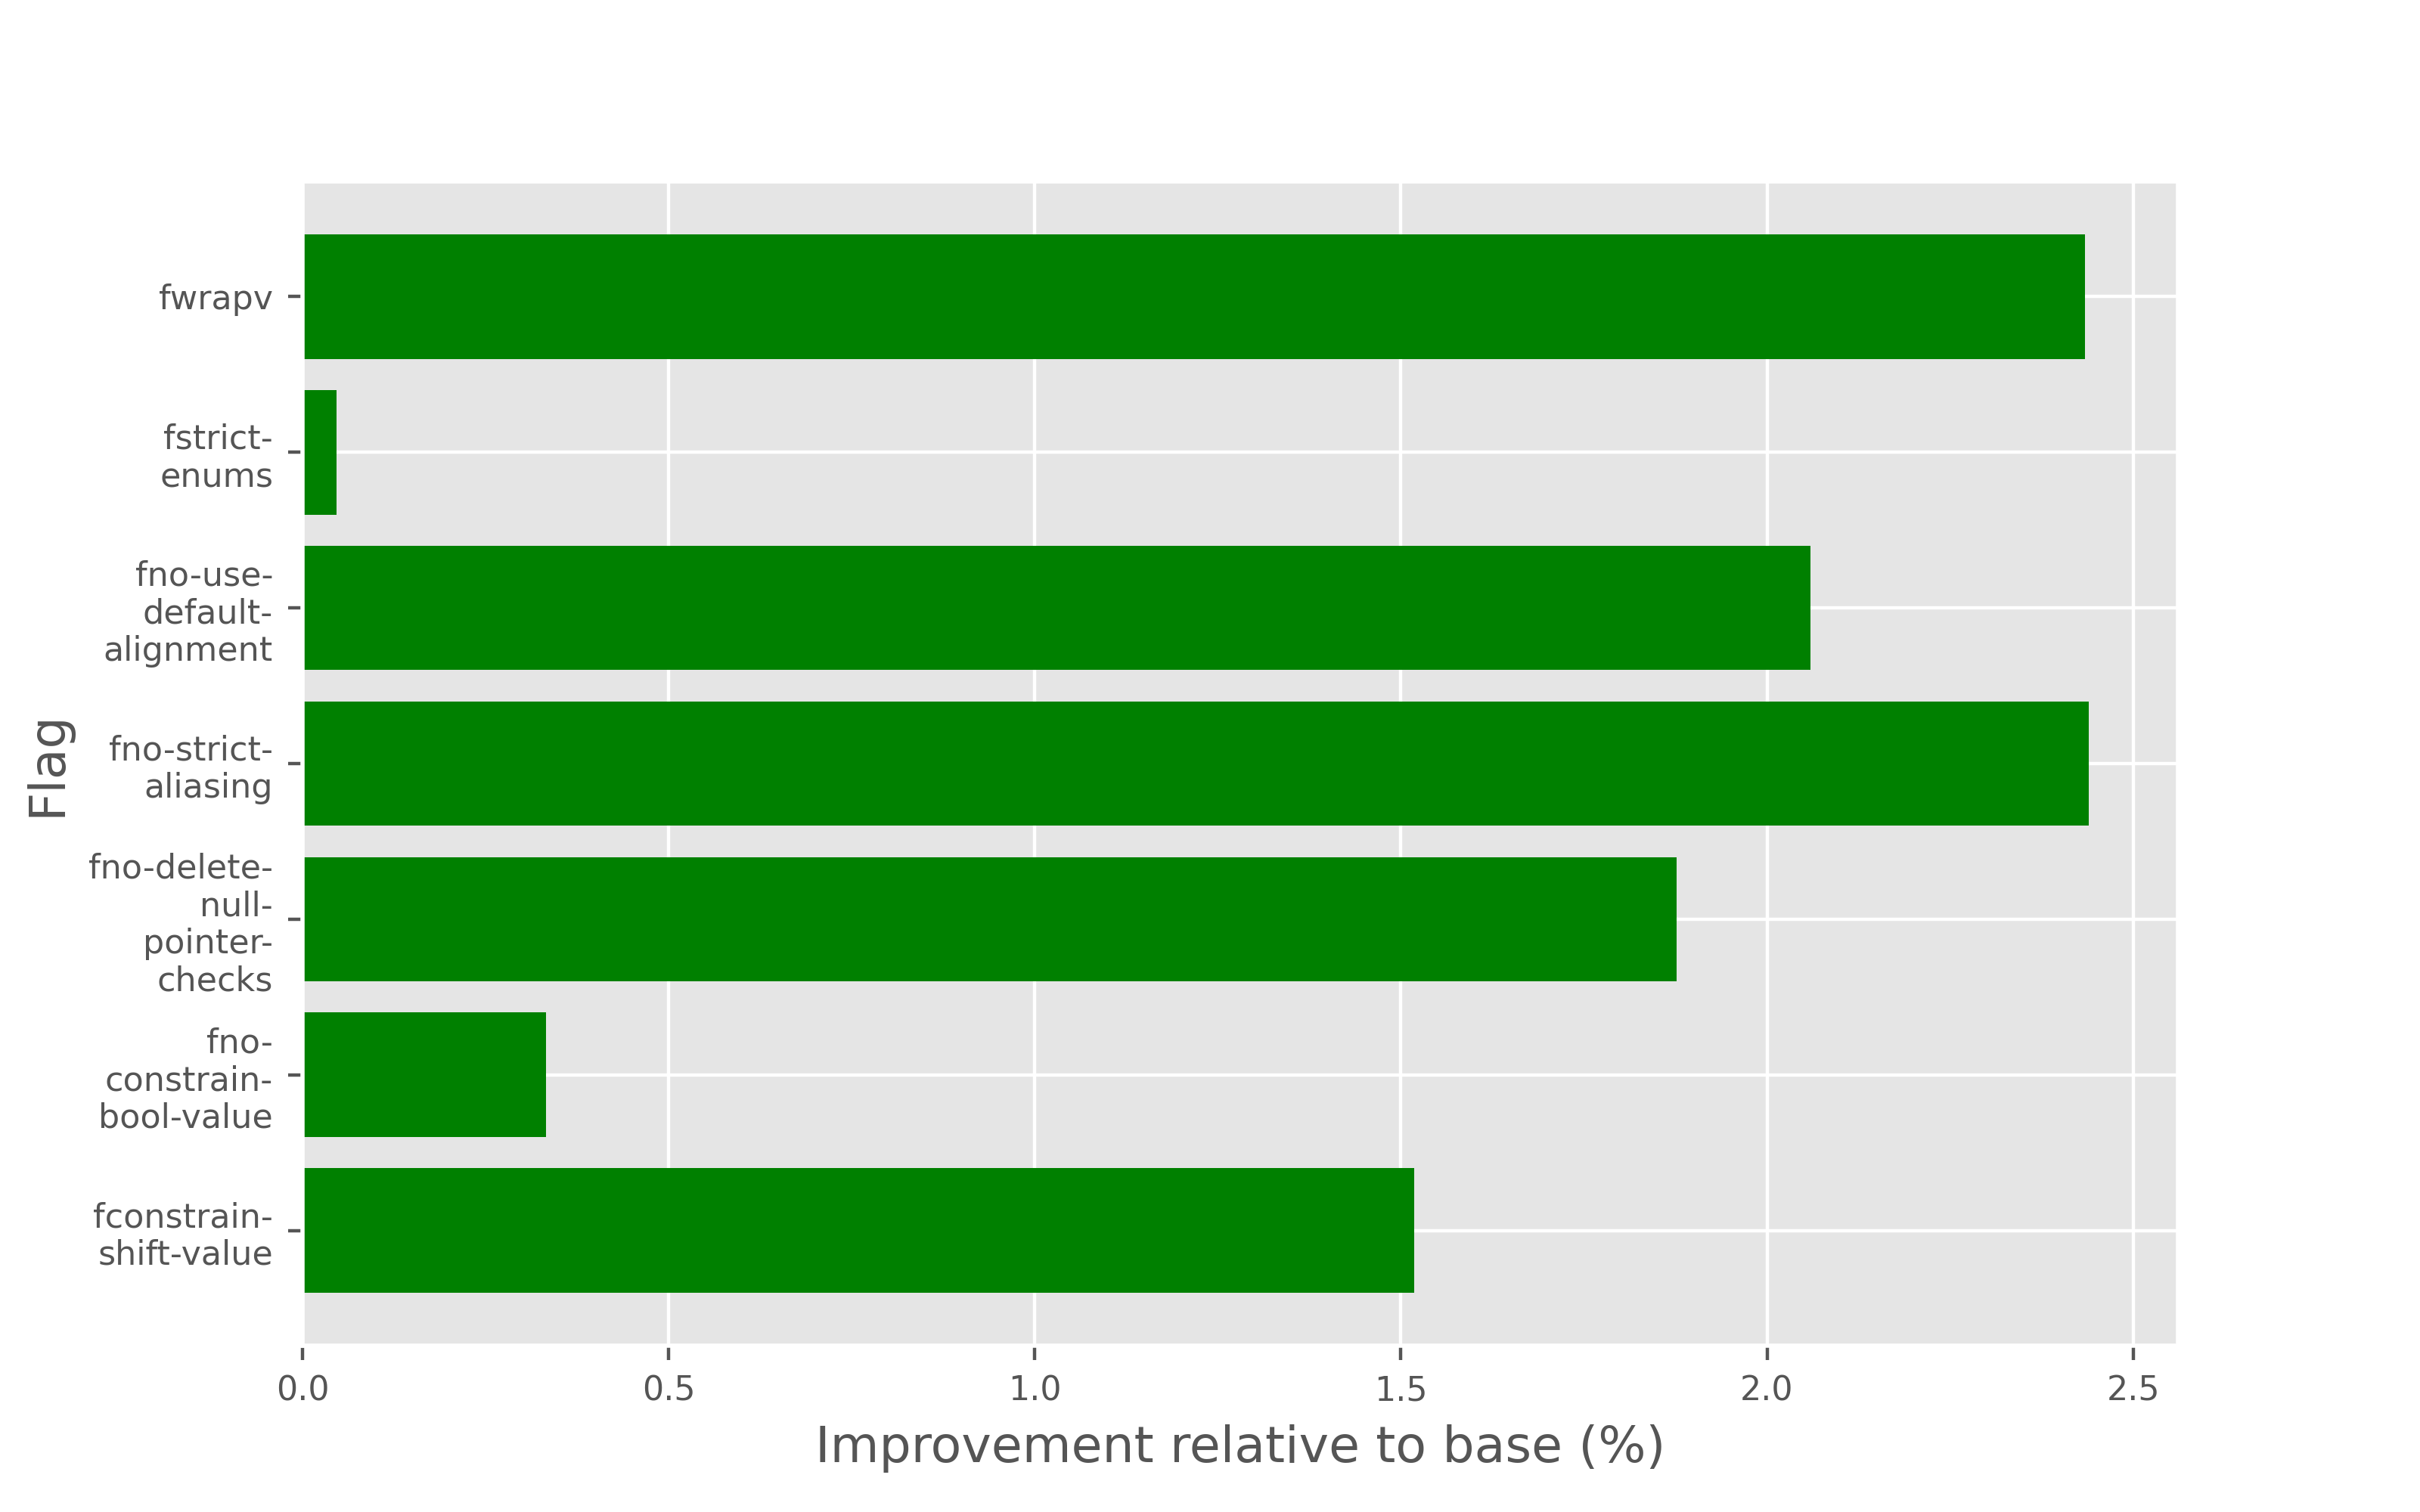 fwrapv
fstrict-
enums
fno-use-
default-
alignment
fno-strict-
aliasing
fno-delete-
null-
pointer-
checks
fno-
constrain-
bool-value
fconstrain-
shift-value
Flag
0.0 0.5 1.0 1.5 2.0 2.5
Improvement relative to base (%)